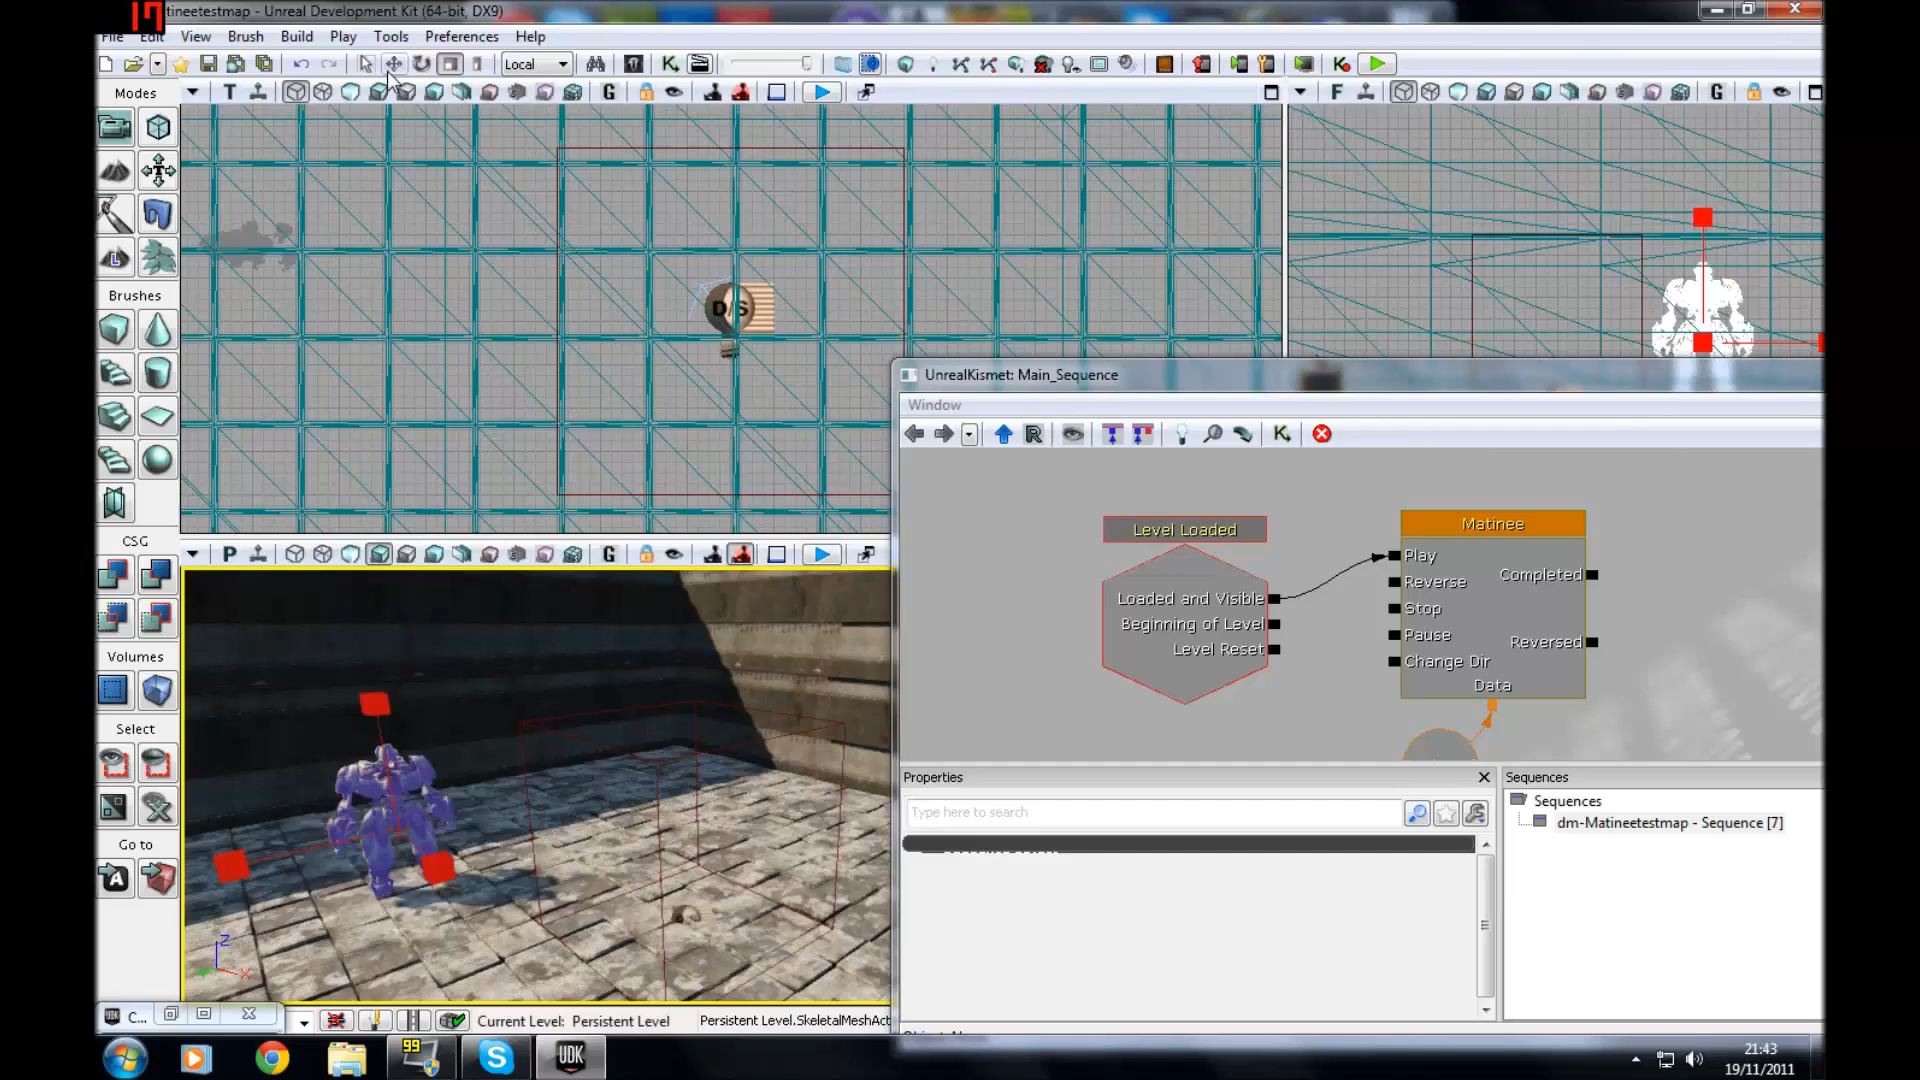 tineetestmap - Unreal Development Kit (64-bit, DX9)
File Edit View Brush Build Play Tools Preferences Help
Local
Modes
T
G
F
G
D/S
L
Brushes
UnrealKismet: Main_Sequence
Window
R
K
Level Loaded
Loaded and Visible
Beginning of Level
Level Reset
Matinee
Play
Reverse
Stop
Pause
Change Dir
Completed
Reversed
Data
CSG
P
G
Volumes
Select
Go to
A
Z
X
Properties
Type here to search
Sequences
Sequences
dm-Matineetestmap - Sequence [7]
UDK C...
Current Level: Persistent Level
Persistent Level.SkeletalMeshAct
99
UDK
21:43
19/11/2011